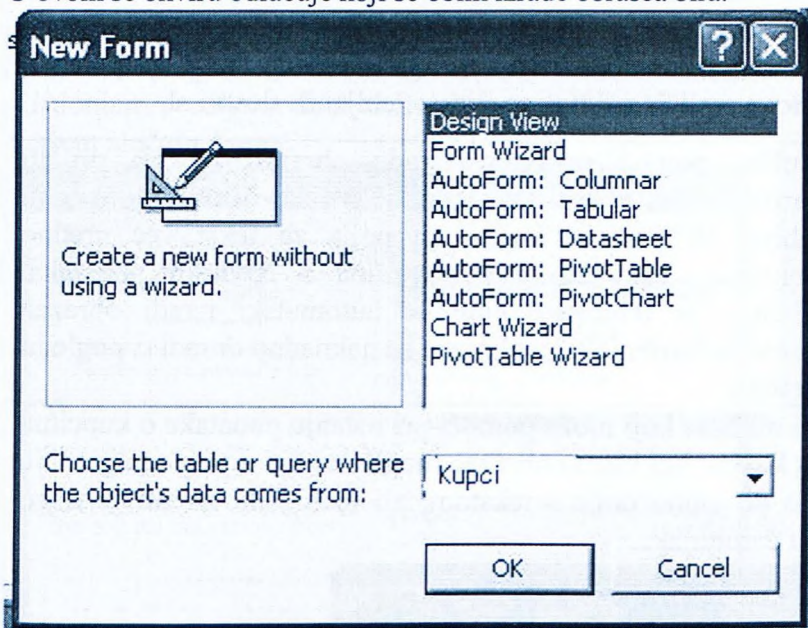 New Form
Design View
Form Wizard
AutoForm: Columnar
AutoForm: Tabular
AutoForm: Datasheet
AutoForm: PivotTable
AutoForm: PivotChart
Chart Wizard
PivotTable Wizard
Create a new form without
using a wizard.
Choose the table or query where
the object's data comes from:
Kupci
OK
Cancel